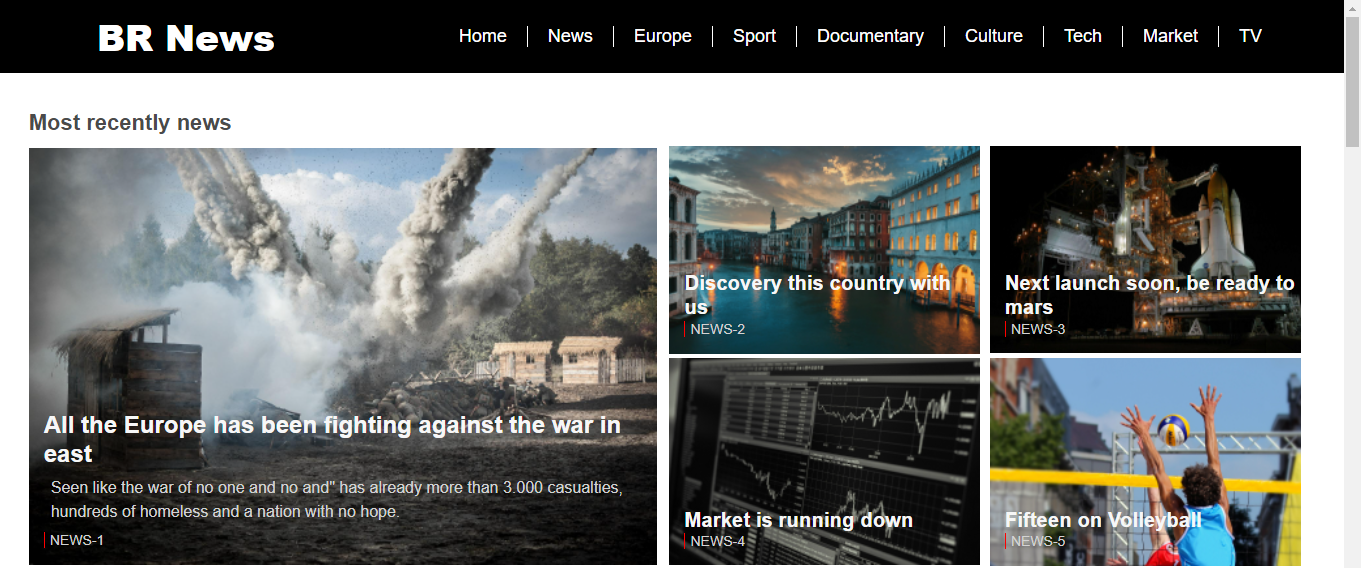 BR News
Home
News
Europe
Sport
Documentary
Culture
Tech
Market
TV
Most recently news
All the Europe has been fighting against the war in
east
Seen like the war of no one and no and" has already more than 3.000 casualties,
hundreds of homeless and a nation with no hope.
NEWS-1
Discovery this country with
us
NEWS-2
Next launch soon, be ready to
mars
NEWS-3
Market is running down
NEWS-4
Fifteen on Volleyball
NEWS-5